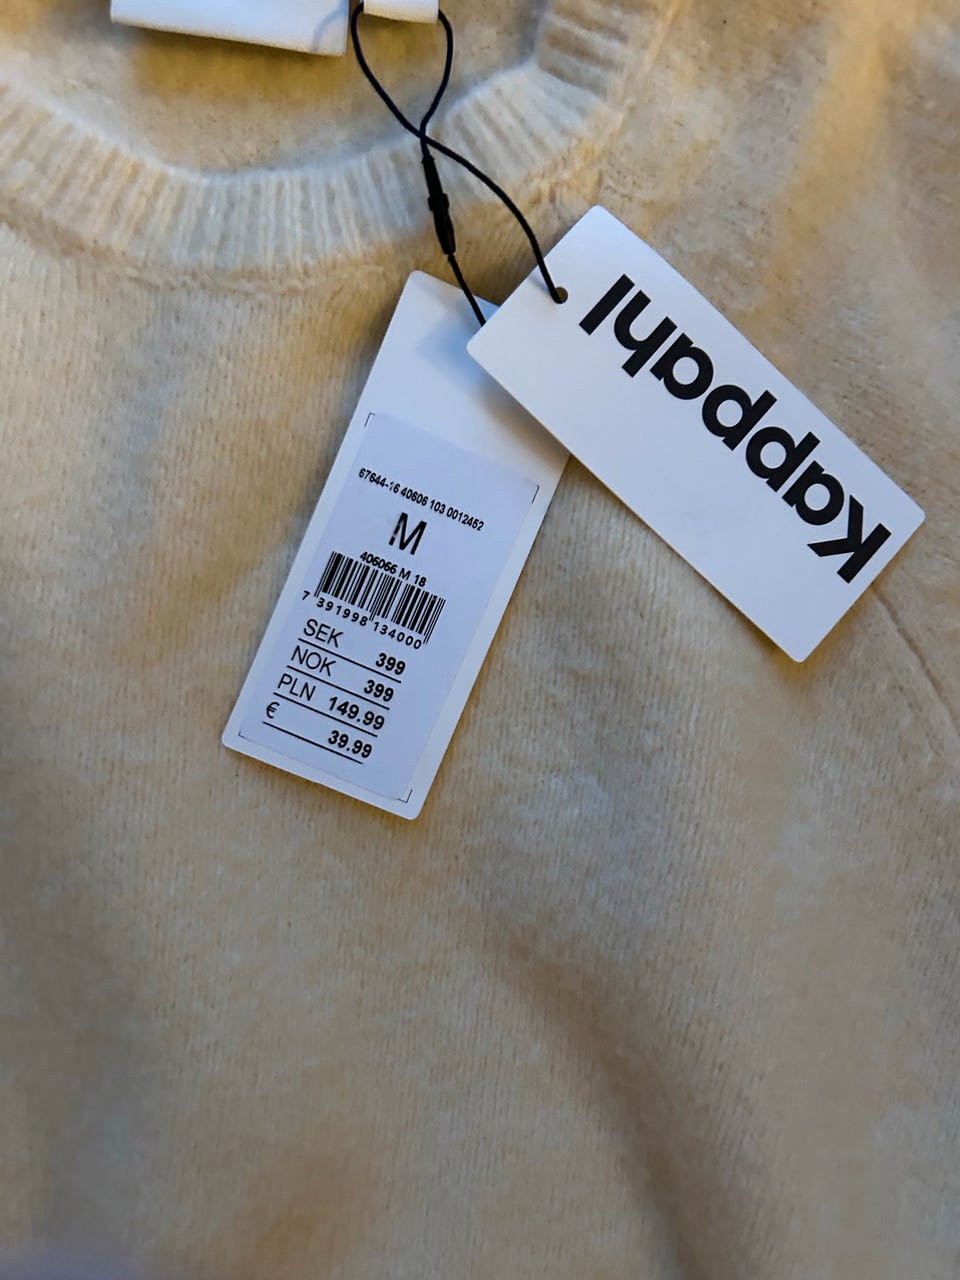 Kappahl
67644-16 40606 103 0012452
M
406066 M 18
7 391998 134000
SEK 399
NOK 399
PLN 149.99
€ 39.99